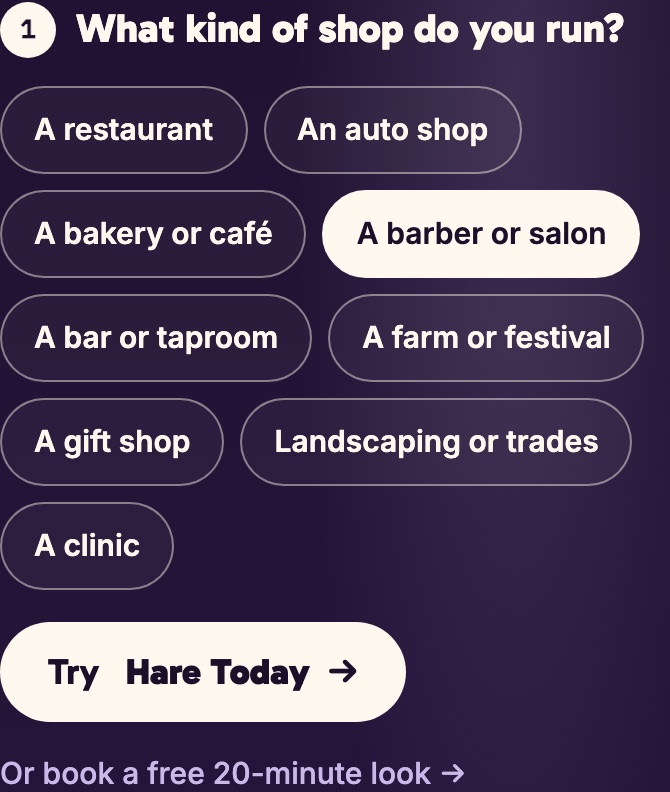 1 What kind of shop do you run?
A restaurant An auto shop
A bakery or café A barber or salon
A bar or taproom A farm or festival
A gift shop Landscaping or trades
A clinic
Try Hare Today →
Or book a free 20-minute look →